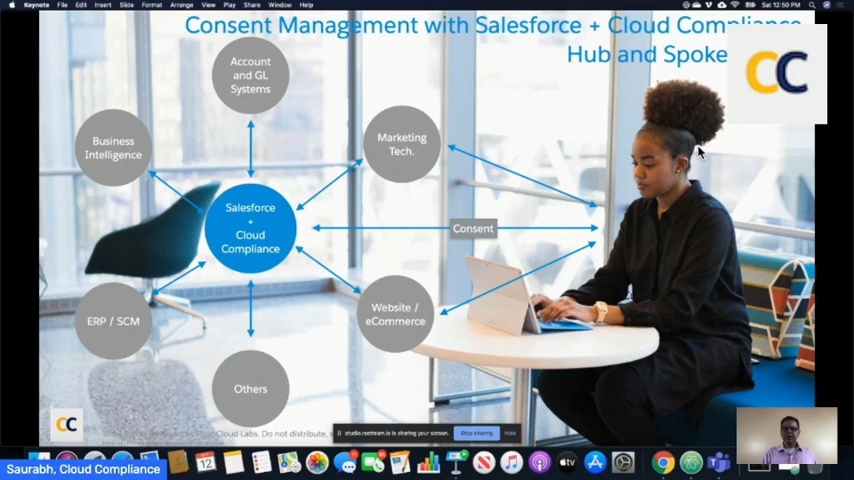 Keynote File Edit Insert Slide Format Arrange View Play Share Window Help
Sat 12:50 PM
Consent Management with Salesforce + Cloud Compliance
Hub and Spoke
CC
Account
and GL
Systems
Business
Intelligence
Marketing
Tech.
Salesforce
+
Cloud
Compliance
Consent
ERP / SCM
Website /
eCommerce
Others
CC
Cloud Labs. Do not distribute,
studio.restream.io is sharing your screen.
Stop sharing
Hide
12
tv
Saurabh, Cloud Compliance